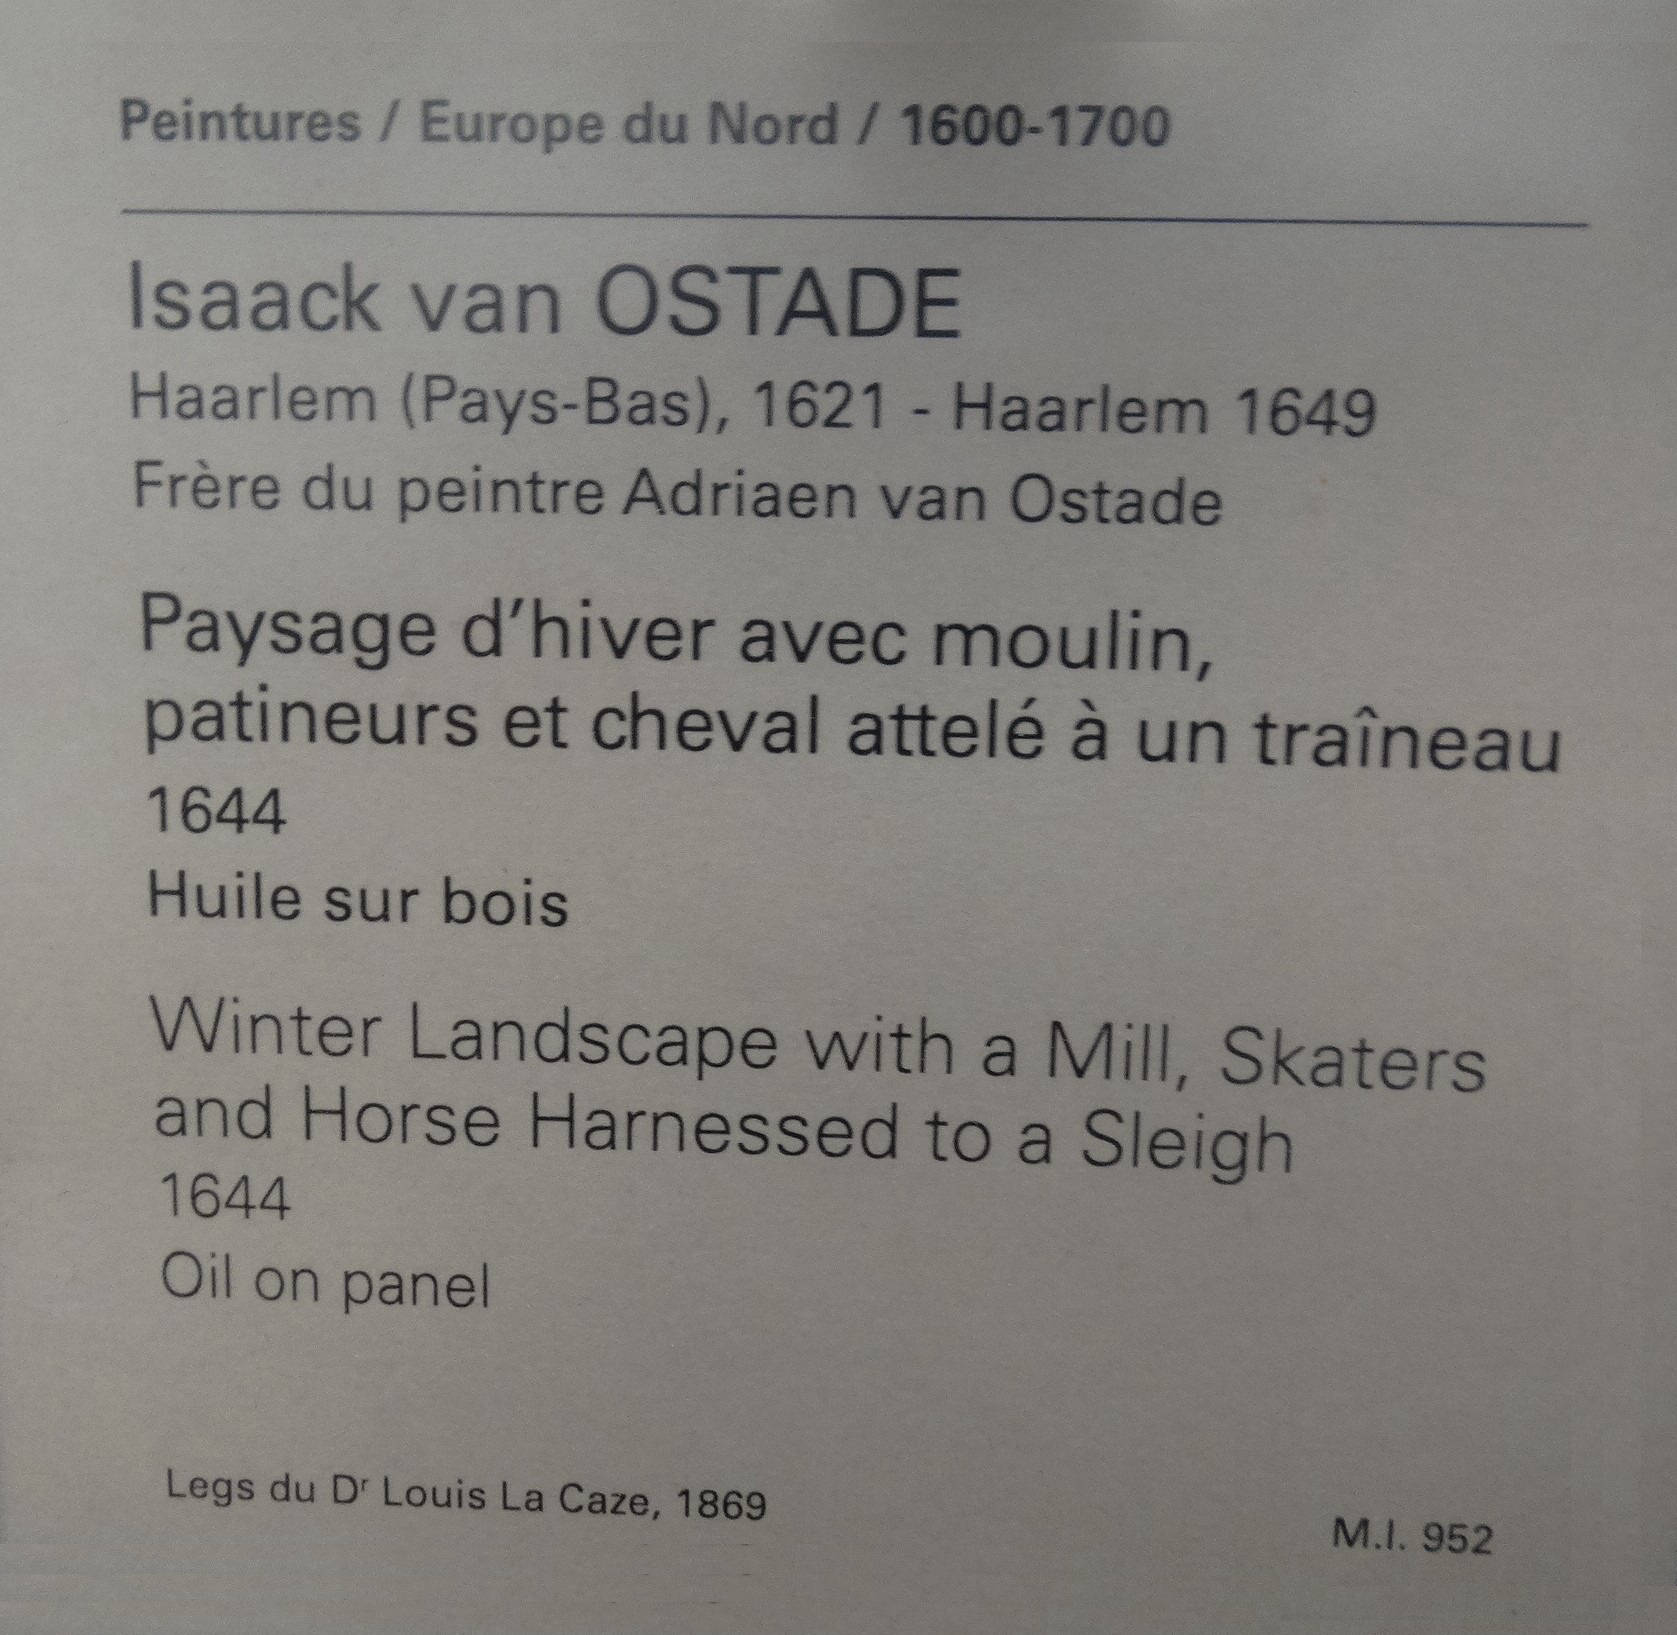 Peintures / Europe du Nord / 1600-1700
Isaack van OSTADE
Haarlem (Pays-Bas), 1621 - Haarlem 1649
Frère du peintre Adriaen van Ostade
Paysage d'hiver avec moulin,
patineurs et cheval attelé à un traîneau
1644
Huile sur bois
Winter Landscape with a Mill, Skaters
and Horse Harnessed to a Sleigh
1644
Oil on panel
Legs du Dʳ Louis La Caze, 1869
M.I. 952